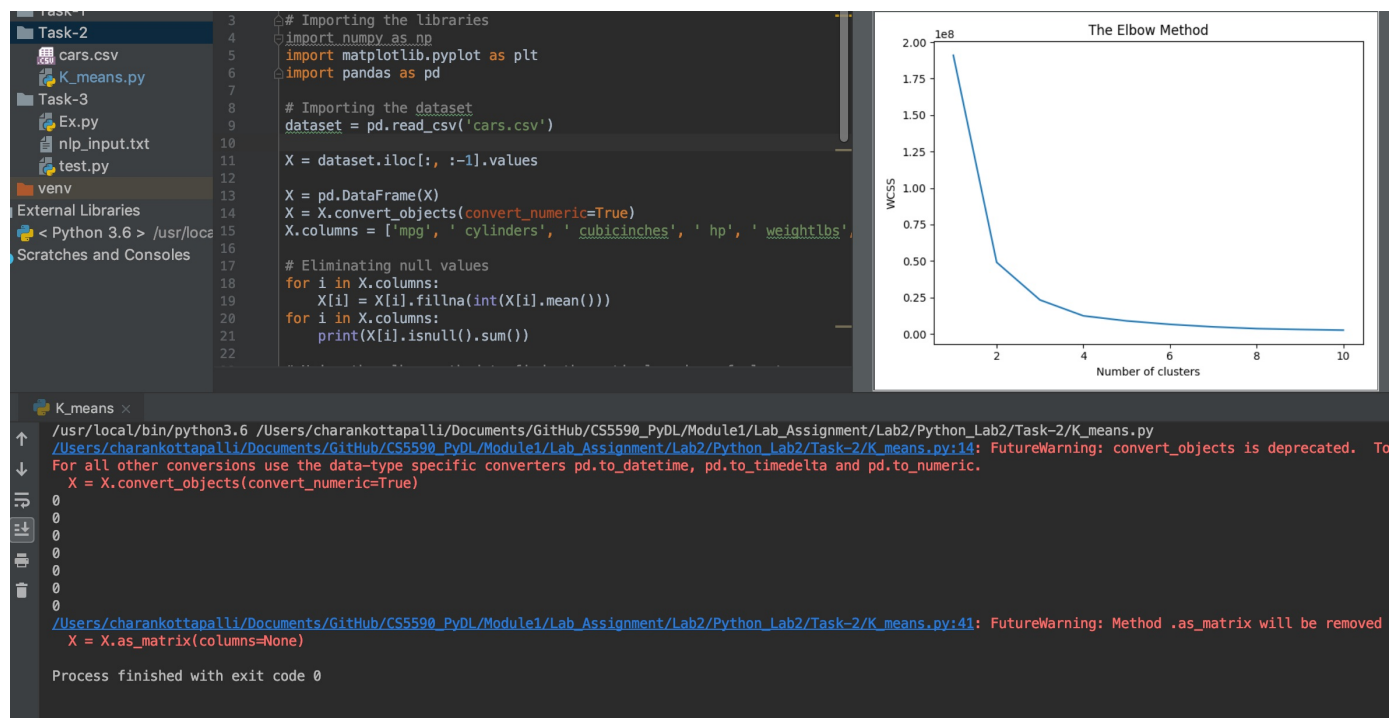 Task-1
Task-2
cars.csv
K_means.py
Task-3
Ex.py
nlp_input.txt
test.py
venv
External Libraries
< Python 3.6 > /usr/loca
Scratches and Consoles
3 # Importing the libraries
4 import numpy as np
5 import matplotlib.pyplot as plt
6 import pandas as pd
7
8 # Importing the dataset
9 dataset = pd.read_csv('cars.csv')
10
11 X = dataset.iloc[:, :-1].values
12
13 X = pd.DataFrame(X)
14 X = X.convert_objects(convert_numeric=True)
15 X.columns = ['mpg', ' cylinders', ' cubicinches', ' hp', ' weightlbs',
16
17 # Eliminating null values
18 for i in X.columns:
19 X[i] = X[i].fillna(int(X[i].mean()))
20 for i in X.columns:
21 print(X[i].isnull().sum())
22
The Elbow Method
1e8
2.00
1.75
1.50
1.25
1.00
0.75
0.50
0.25
0.00
WCSS
2 4 6 8 10
Number of clusters
K_means ×
/usr/local/bin/python3.6 /Users/charankottapalli/Documents/GitHub/CS5590_PyDL/Module1/Lab_Assignment/Lab2/Python_Lab2/Task-2/K_means.py
/Users/charankottapalli/Documents/GitHub/CS5590_PyDL/Module1/Lab_Assignment/Lab2/Python_Lab2/Task-2/K_means.py:14: FutureWarning: convert_objects is deprecated. To
For all other conversions use the data-type specific converters pd.to_datetime, pd.to_timedelta and pd.to_numeric.
X = X.convert_objects(convert_numeric=True)
0
0
0
0
0
0
0
/Users/charankottapalli/Documents/GitHub/CS5590_PyDL/Module1/Lab_Assignment/Lab2/Python_Lab2/Task-2/K_means.py:41: FutureWarning: Method .as_matrix will be removed
X = X.as_matrix(columns=None)
Process finished with exit code 0